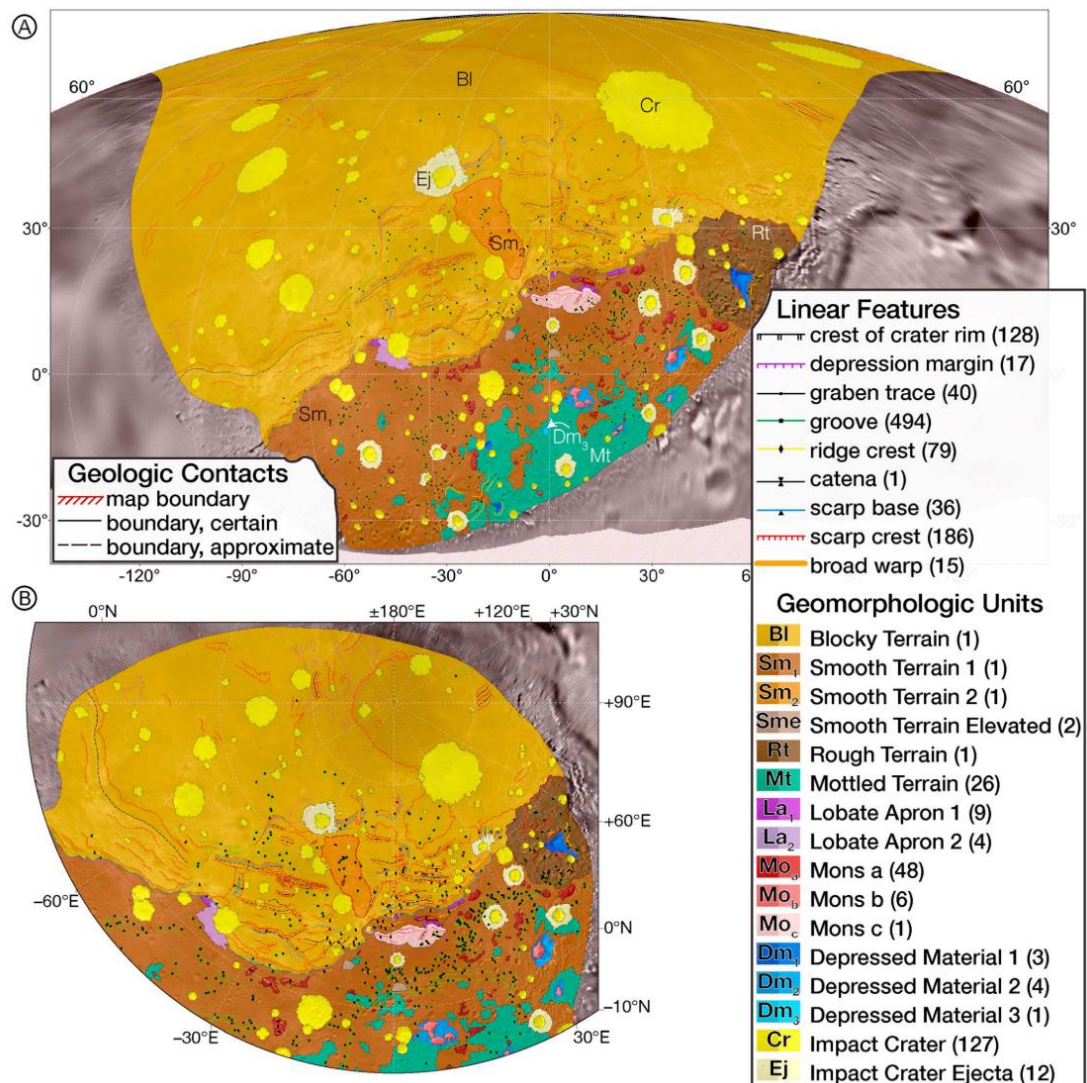 A
60°
Bl
Cr
60°
Ej
30°
Sm2
Rt
30°
0°
Sm1
Dm3
Mt
-30°
-30°
-120°
-90°
-60°
-30°
0°
30°
Geologic Contacts
map boundary
boundary, certain
boundary, approximate
Linear Features
crest of crater rim (128)
depression margin (17)
graben trace (40)
groove (494)
ridge crest (79)
catena (1)
scarp base (36)
scarp crest (186)
broad warp (15)
Geomorphologic Units
Bl Blocky Terrain (1)
Sm1 Smooth Terrain 1 (1)
Sm2 Smooth Terrain 2 (1)
Sme Smooth Terrain Elevated (2)
Rt Rough Terrain (1)
Mt Mottled Terrain (26)
La1 Lobate Apron 1 (9)
La2 Lobate Apron 2 (4)
Moa Mons a (48)
Mob Mons b (6)
Moc Mons c (1)
Dm1 Depressed Material 1 (3)
Dm2 Depressed Material 2 (4)
Dm3 Depressed Material 3 (1)
Cr Impact Crater (127)
Ej Impact Crater Ejecta (12)
B
0°N
±180°E
+120°E
+30°N
+90°E
+60°E
−60°E
−0°N
−10°N
−30°E
30°E